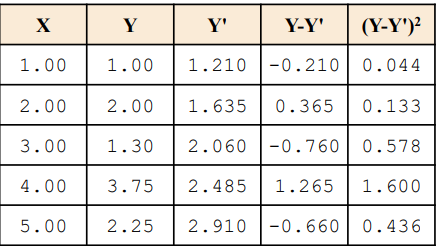 X Y Y' Y-Y' (Y-Y')²
1.00 1.00 1.210 -0.210 0.044
2.00 2.00 1.635 0.365 0.133
3.00 1.30 2.060 -0.760 0.578
4.00 3.75 2.485 1.265 1.600
5.00 2.25 2.910 -0.660 0.436